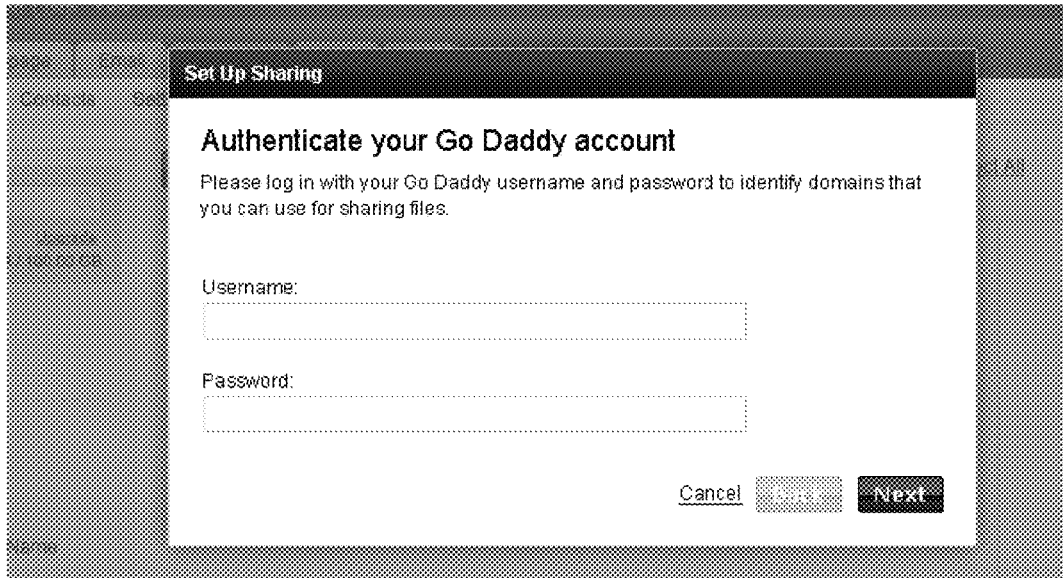 Set Up Sharing
Authenticate your Go Daddy account
Please log in with your Go Daddy username and password to identify domains that
you can use for sharing files.
Username:
Password:
Cancel
Back
Next